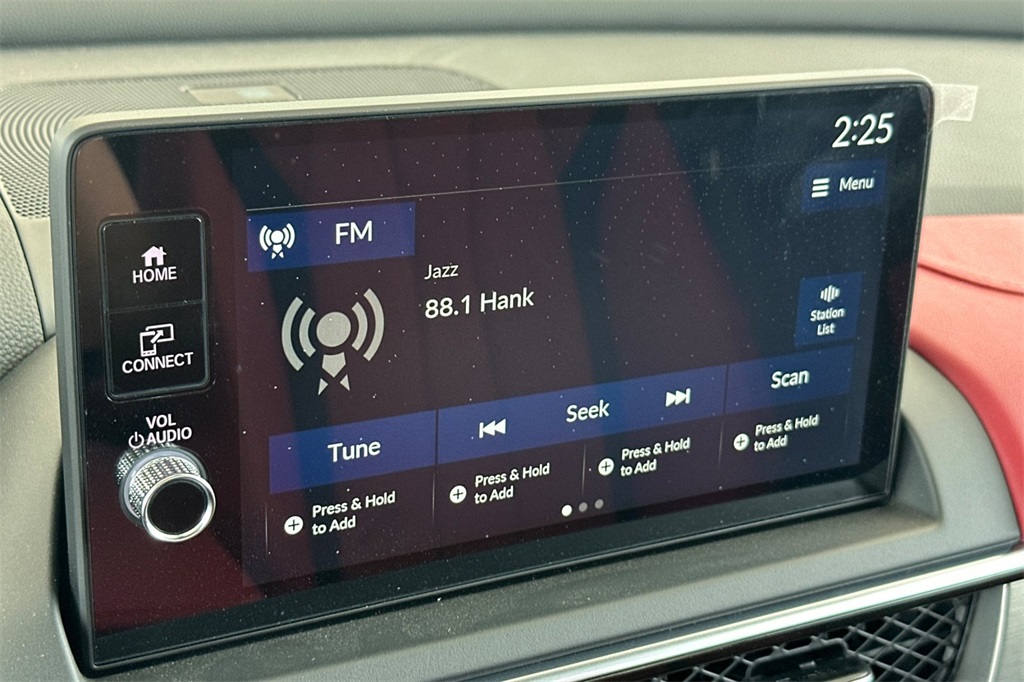 2:25
Menu
FM
HOME
Jazz
88.1 Hank
Station
List
CONNECT
Scan
Seek
Tune
VOL
AUDIO
Press & Hold
to Add
Press & Hold
to Add
Press & Hold
to Add
Press & Hold
to Add